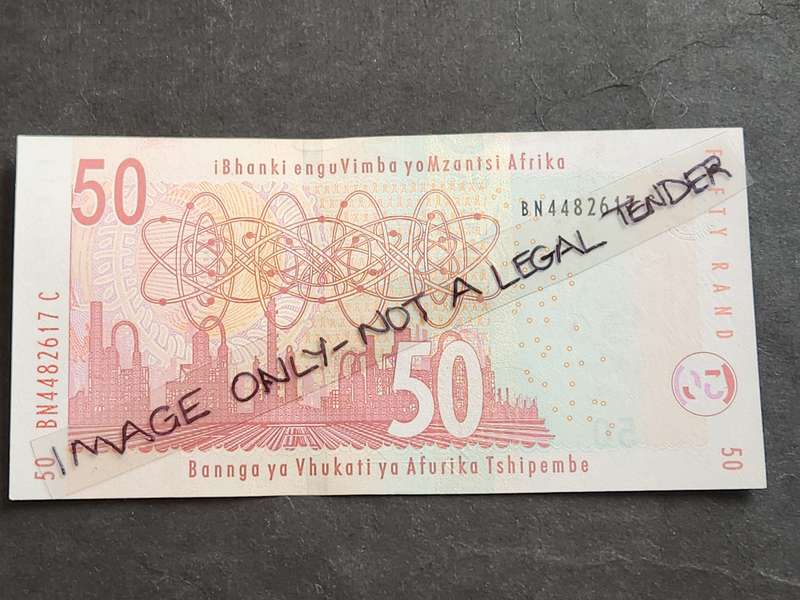 50
iBhanki enguVimba yoMzantsi Afrika
BN4482617
FIFTY RAND
IMAGE ONLY - NOT A LEGAL TENDER
BN4482617 C
50
50
Bannga ya Vhukati ya Afurika Tshipembe
50